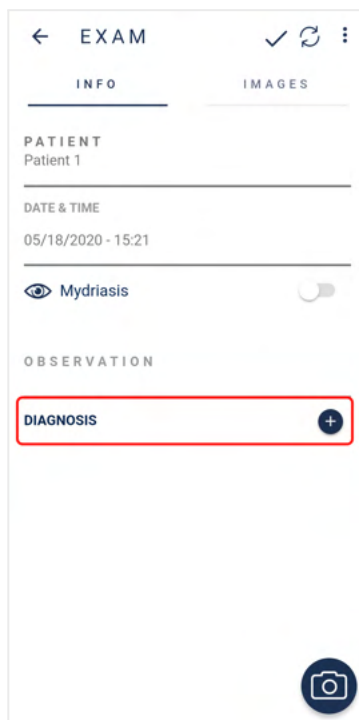 EXAM
INFO IMAGES
PATIENT
Patient 1
DATE & TIME
05/18/2020 - 15:21
Mydriasis
OBSERVATION
DIAGNOSIS